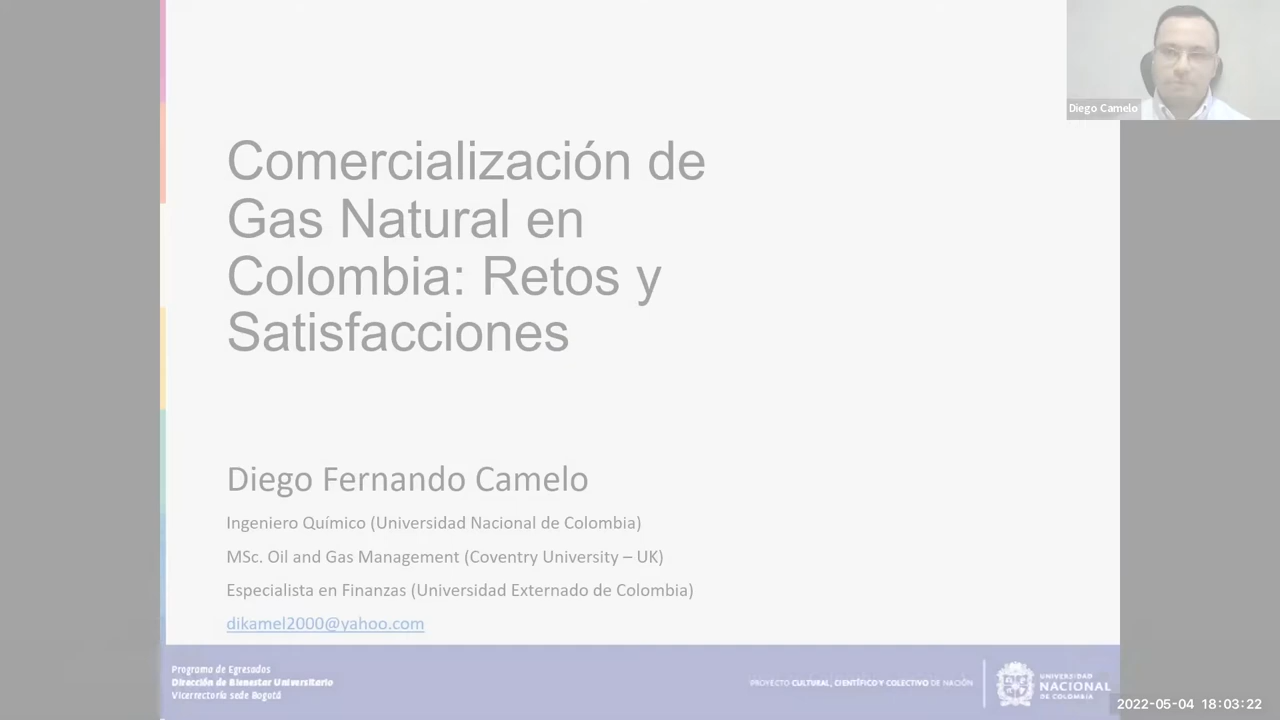 Diego Camelo
Comercialización de
Gas Natural en
Colombia: Retos y
Satisfacciones
Diego Fernando Camelo
Ingeniero Químico (Universidad Nacional de Colombia)
MSc. Oil and Gas Management (Coventry University – UK)
Especialista en Finanzas (Universidad Externado de Colombia)
dikamel2000@yahoo.com
Programa de Egresados
Dirección de Bienestar Universitario
Vicerrectoría sede Bogotá
PROYECTO CULTURAL, CIENTÍFICO Y COLECTIVO DE NACIÓN
UNIVERSIDAD
NACIONAL
DE COLOMBIA
2022-05-04 18:03:22